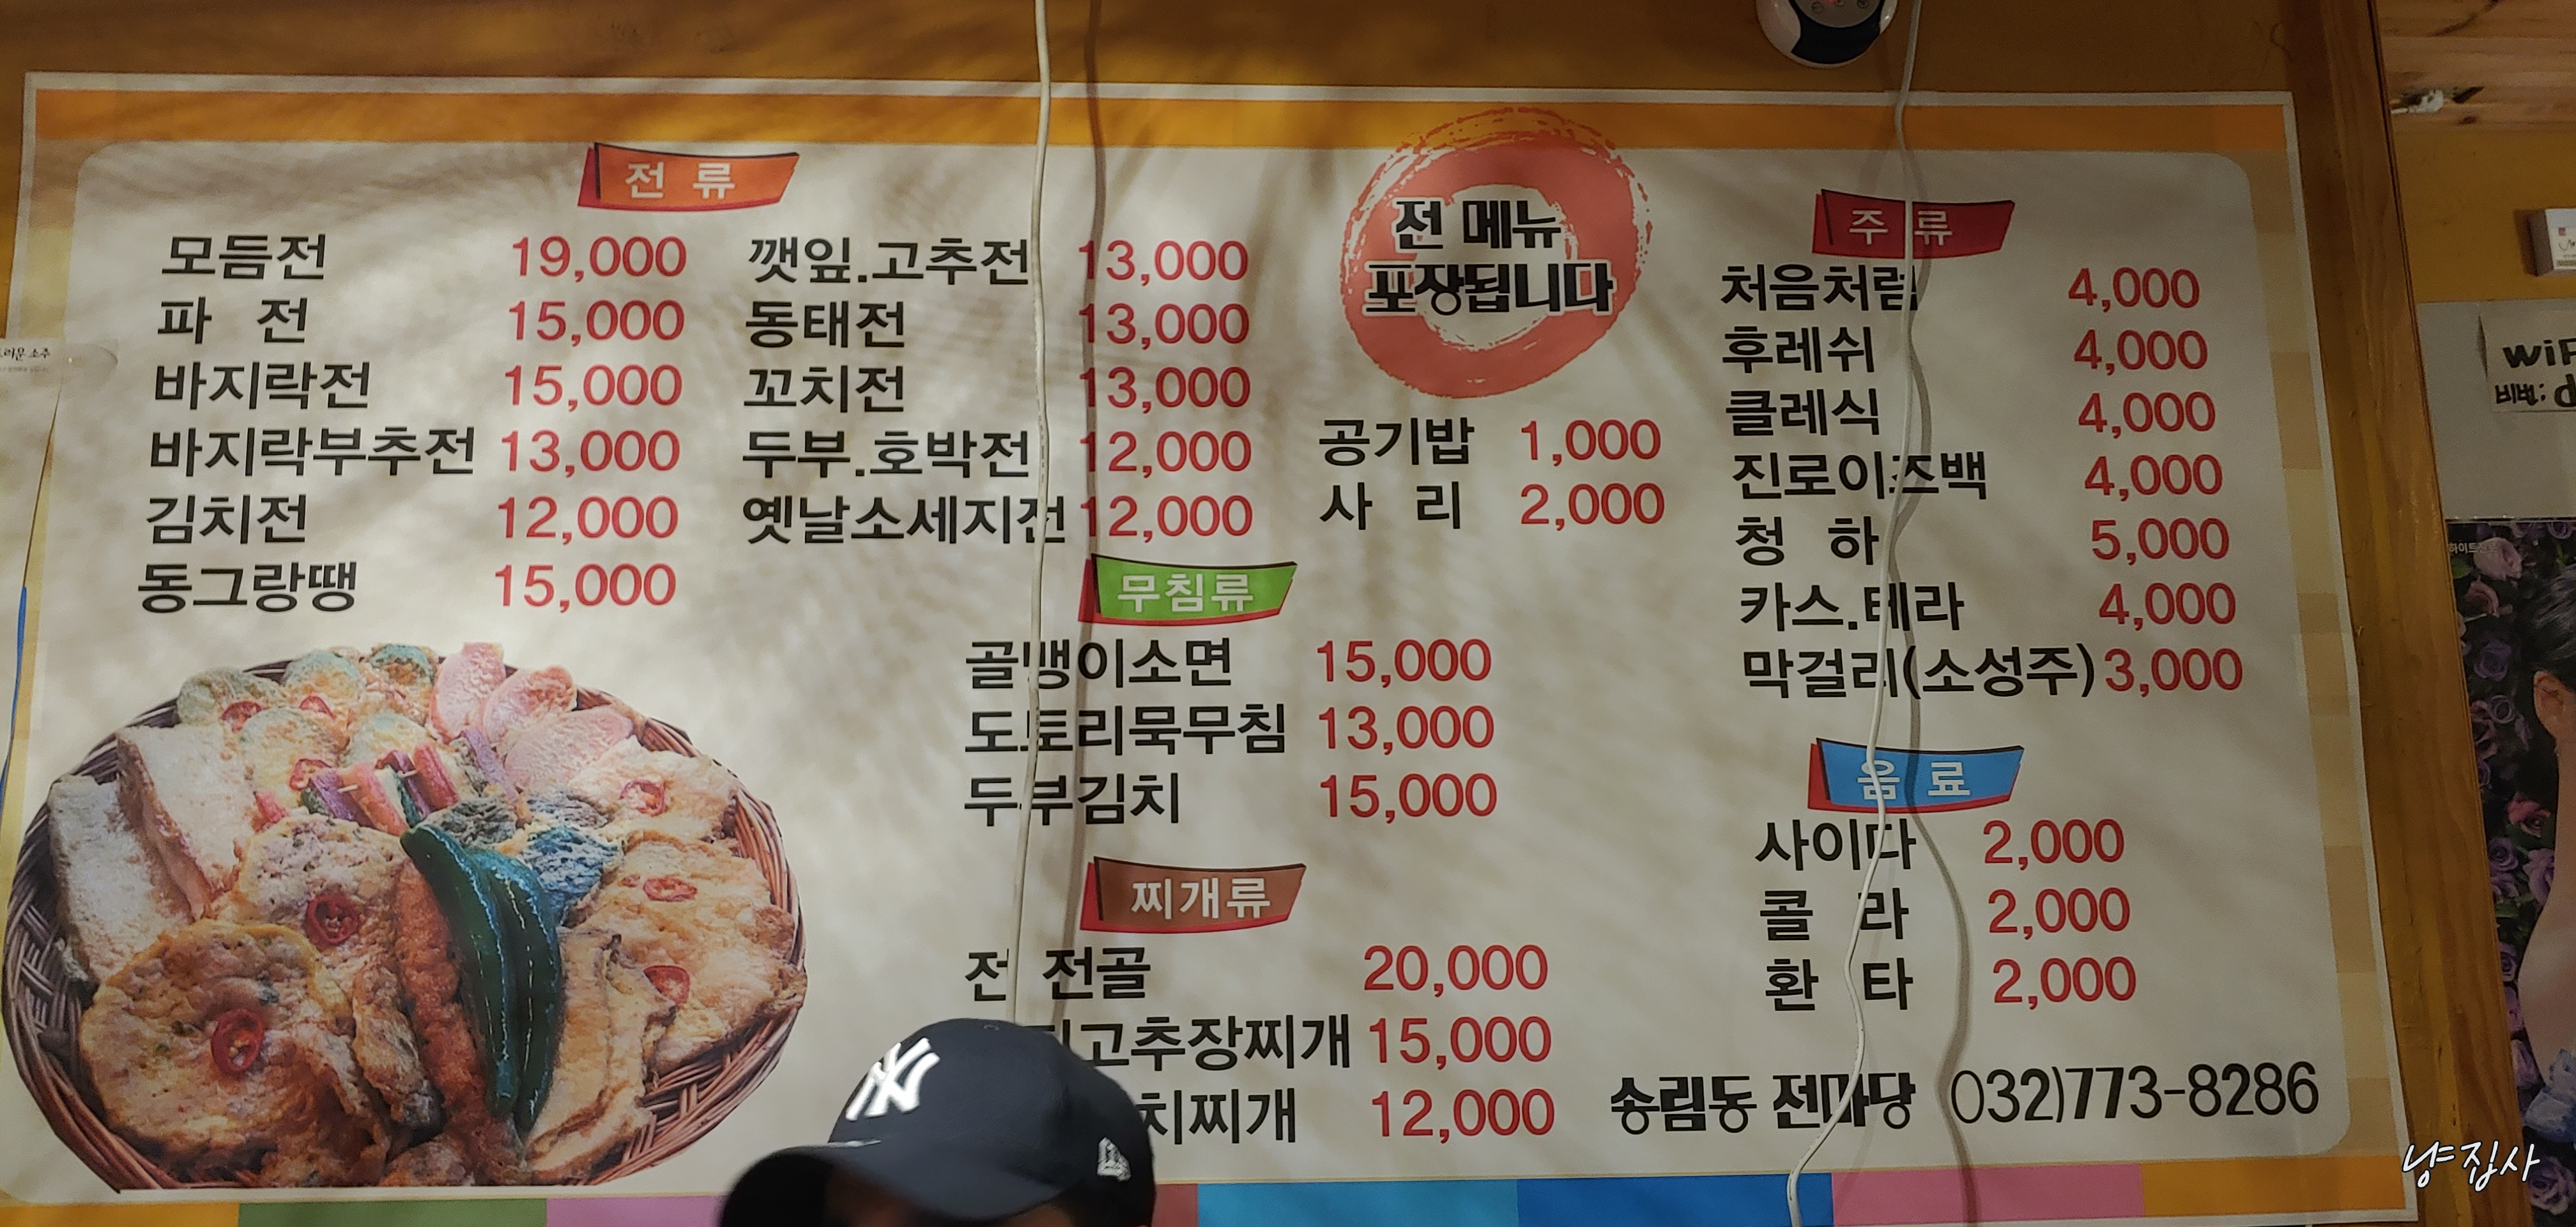 전 류
모듬전 19,000
파 전 15,000
바지락전 15,000
바지락부추전 13,000
김치전 12,000
동그랑땡 15,000
깻잎.고추전 13,000
동태전 13,000
꼬치전 13,000
두부.호박전 12,000
옛날소세지전 12,000
전 메뉴
포장됩니다
공기밥 1,000
사 리 2,000
무침류
골뱅이소면 15,000
도토리묵무침 13,000
두부김치 15,000
찌개류
전 전골 20,000
고추장찌개 15,000
치찌개 12,000
주 류
처음처럼 4,000
후레쉬 4,000
클레식 4,000
진로이즈백 4,000
청 하 5,000
카스.테라 4,000
막걸리(소성주) 3,000
음 료
사이다 2,000
콜 라 2,000
환 타 2,000
송림동 전마당 032)773-8286
비번:
냥집사